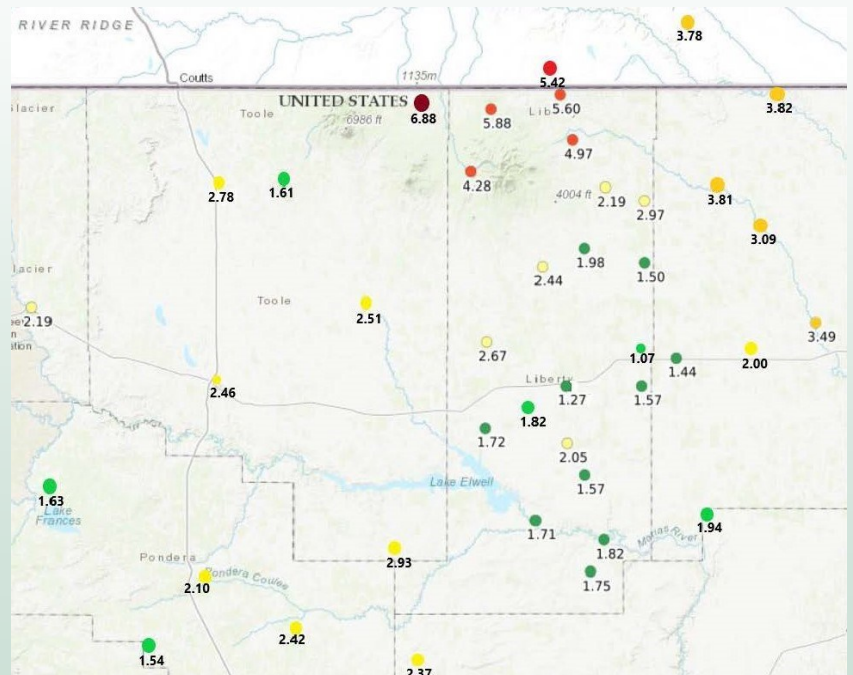 RIVER RIDGE
3.78
Coutts
1135m
5.42
UNITED STATES
3.82
Glacier
Toole
6986 ft
6.88
5.88
Lib
5.60
4.97
4.28
2.78
1.61
4004 ft
2.19
2.97
3.81
3.09
1.98
1.50
lacier
2.44
Toole
2.51
2.19
3.49
tion
2.67
1.07
1.44
2.00
Liberty
2.46
1.27
1.57
1.82
1.72
2.05
1.57
Lake Elwell
1.63
Lake
Frances
1.71
1.94
Marias River
Pondera
2.93
1.82
1.75
Pondera Coulee
2.10
2.42
1.54
2.37